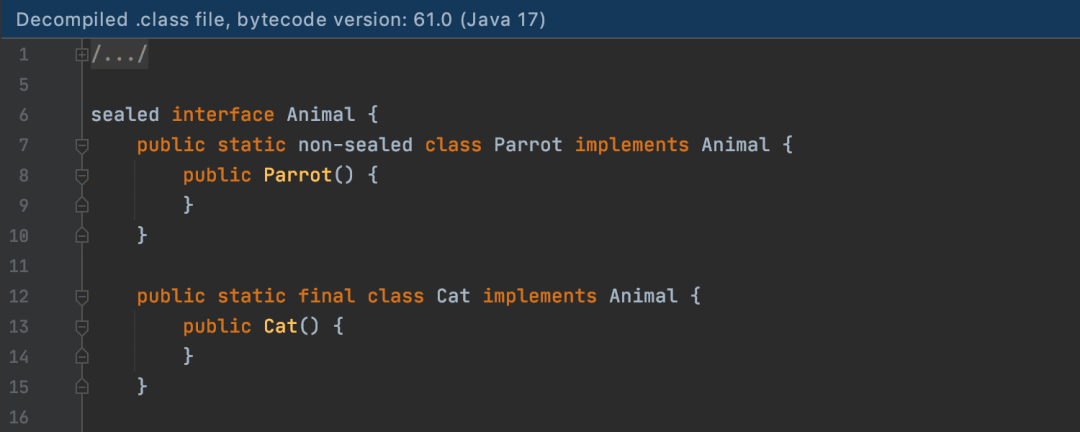 Decompiled .class file, bytecode version: 61.0 (Java 17)
1 /.../
5
6 sealed interface Animal {
7 public static non-sealed class Parrot implements Animal {
8 public Parrot() {
9 }
10 }
11
12 public static final class Cat implements Animal {
13 public Cat() {
14 }
15 }
16